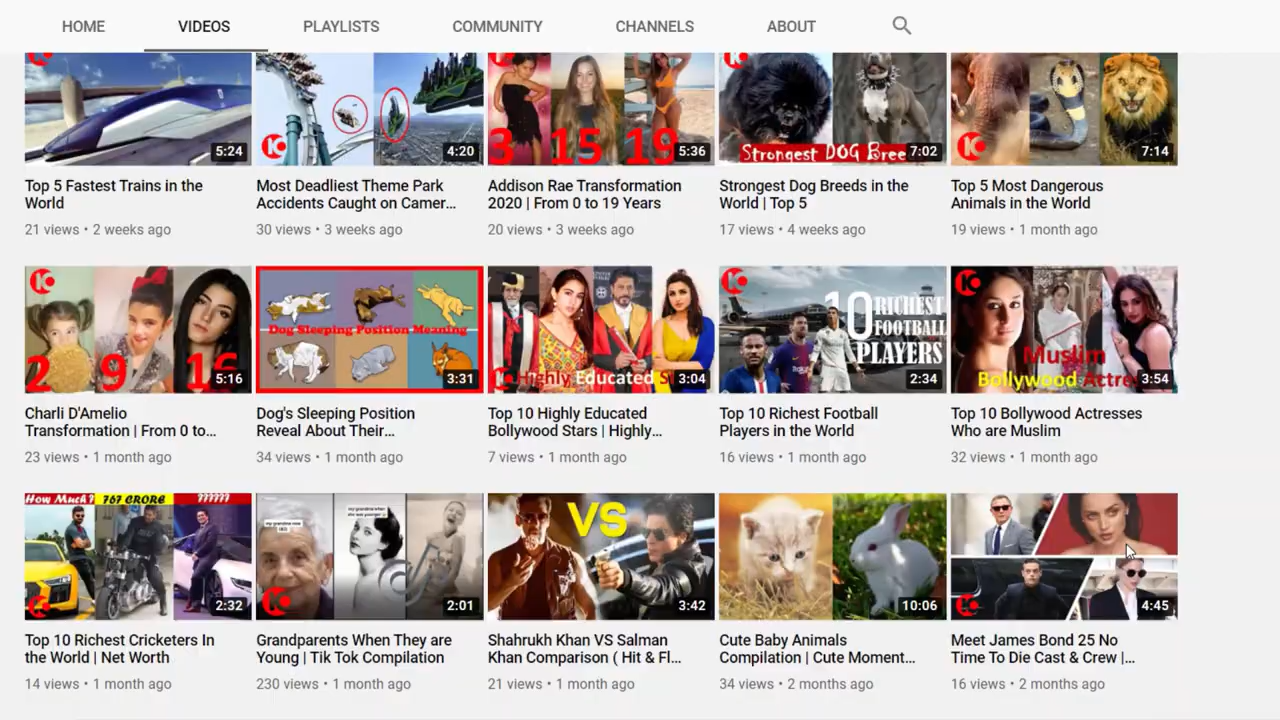 HOME VIDEOS PLAYLISTS COMMUNITY CHANNELS ABOUT
5:24
4:20
3 15 19 5:36
Strongest DOG Bree 7:02
7:14
Top 5 Fastest Trains in the
World
21 views • 2 weeks ago
Most Deadliest Theme Park
Accidents Caught on Camer...
30 views • 3 weeks ago
Addison Rae Transformation
2020 | From 0 to 19 Years
20 views • 3 weeks ago
Strongest Dog Breeds in the
World | Top 5
17 views • 4 weeks ago
Top 5 Most Dangerous
Animals in the World
19 views • 1 month ago
2 9 16 5:16
Dog Sleeping Position Meaning
3:31
Highly Educated S 3:04
10 RICHEST
FOOTBALL
PLAYERS
2:34
Muslim
Bollywood Actre 3:54
Charli D'Amelio
Transformation | From 0 to...
23 views • 1 month ago
Dog's Sleeping Position
Reveal About Their...
34 views • 1 month ago
Top 10 Highly Educated
Bollywood Stars | Highly...
7 views • 1 month ago
Top 10 Richest Football
Players in the World
16 views • 1 month ago
Top 10 Bollywood Actresses
Who are Muslim
32 views • 1 month ago
How Much? 767 CRORE ??????
2:32
my grandma now
my grandma when
she was younger
2:01
VS
3:42
10:06
4:45
Top 10 Richest Cricketers In
the World | Net Worth
14 views • 1 month ago
Grandparents When They are
Young | Tik Tok Compilation
230 views • 1 month ago
Shahrukh Khan VS Salman
Khan Comparison ( Hit & Fl...
21 views • 1 month ago
Cute Baby Animals
Compilation | Cute Moment...
34 views • 2 months ago
Meet James Bond 25 No
Time To Die Cast & Crew |...
16 views • 2 months ago